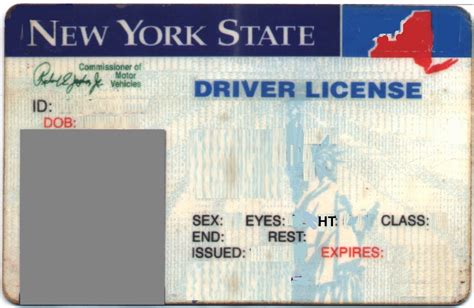 NEW YORK STATE
Commissioner of
Motor
Vehicles
DRIVER LICENSE
ID:
DOB:
SEX: EYES: HT: CLASS:
END: REST:
ISSUED: EXPIRES: